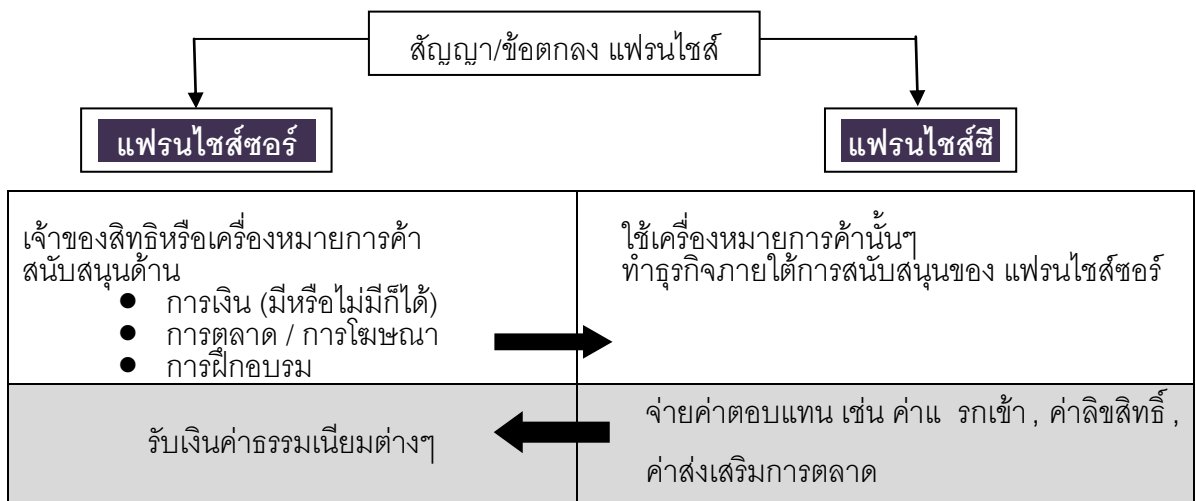 สัญญา/ข้อตกลง แฟรนไชส์
แฟรนไชส์ซอร์
แฟรนไชส์ซี
เจ้าของสิทธิหรือเครื่องหมายการค้า
สนับสนุนด้าน
● การเงิน (มีหรือไม่มีก็ได้)
● การตลาด / การโฆษณา
● การฝึกอบรม
ใช้เครื่องหมายการค้านั้นๆ
ทำธุรกิจภายใต้การสนับสนุนของ แฟรนไชส์ซอร์
รับเงินค่าธรรมเนียมต่างๆ
จ่ายค่าตอบแทน เช่น ค่าแ รกเข้า , ค่าลิขสิทธิ์ ,
ค่าส่งเสริมการตลาด